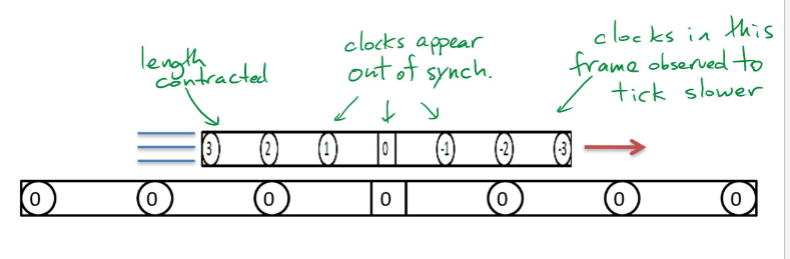 length
contracted
clocks appear
out of synch.
clocks in this
frame observed to
tick slower
3 2 1 0 -1 -2 -3
0 0 0 0 0 0 0